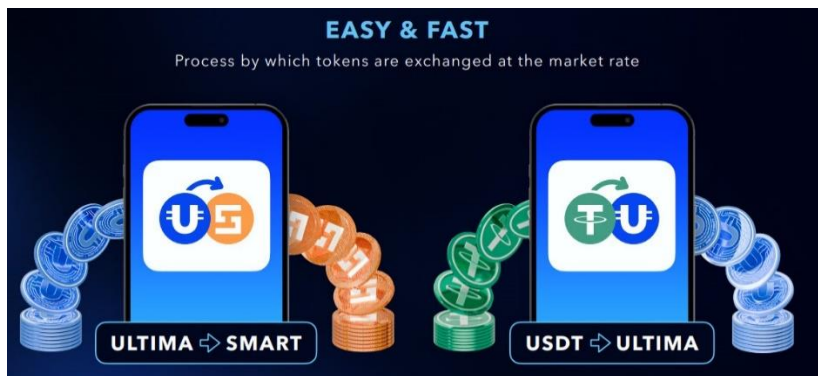 EASY & FAST
Process by which tokens are exchanged at the market rate
ULTIMA ⇨ SMART
USDT ⇨ ULTIMA